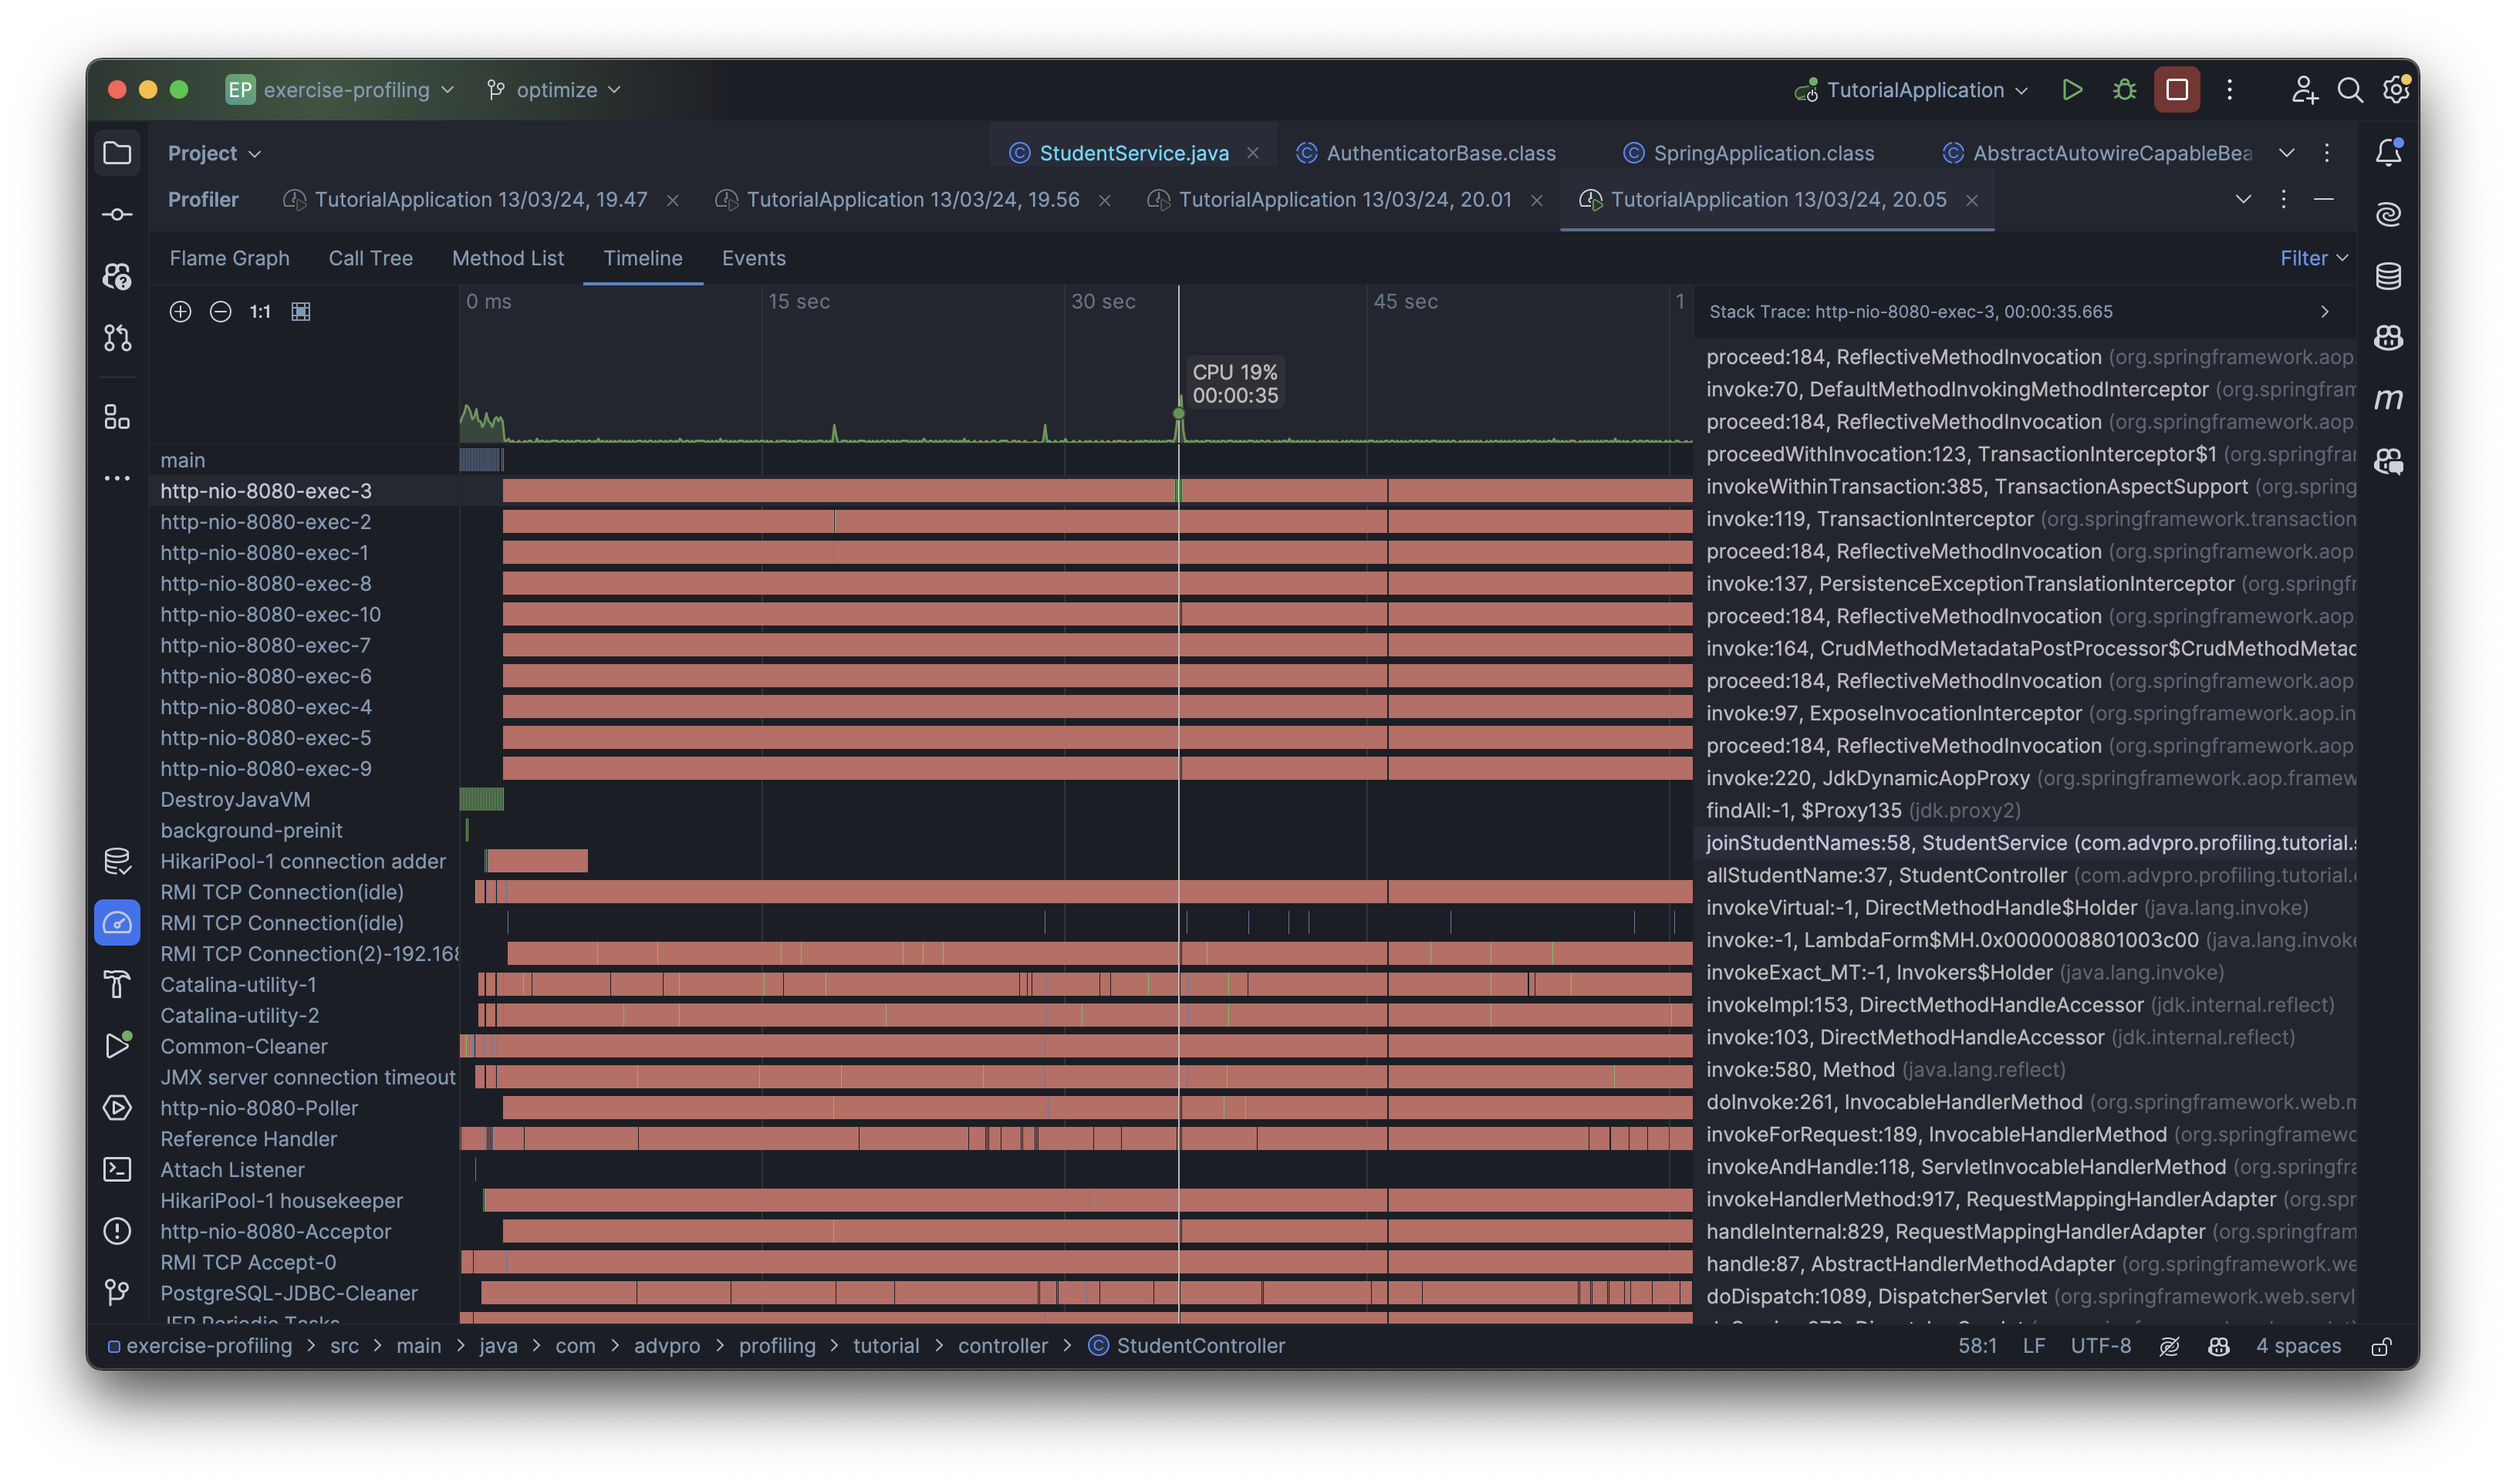 EP exercise-profiling optimize TutorialApplication
Project StudentService.java AuthenticatorBase.class SpringApplication.class AbstractAutowireCapableBea
Profiler TutorialApplication 13/03/24, 19.47 TutorialApplication 13/03/24, 19.56 TutorialApplication 13/03/24, 20.01 TutorialApplication 13/03/24, 20.05
Flame Graph Call Tree Method List Timeline Events Filter
1:1
0 ms 15 sec 30 sec 45 sec 1
CPU 19%
00:00:35
main
http-nio-8080-exec-3
http-nio-8080-exec-2
http-nio-8080-exec-1
http-nio-8080-exec-8
http-nio-8080-exec-10
http-nio-8080-exec-7
http-nio-8080-exec-6
http-nio-8080-exec-4
http-nio-8080-exec-5
http-nio-8080-exec-9
DestroyJavaVM
background-preinit
HikariPool-1 connection adder
RMI TCP Connection(idle)
RMI TCP Connection(idle)
RMI TCP Connection(2)-192.168
Catalina-utility-1
Catalina-utility-2
Common-Cleaner
JMX server connection timeout
http-nio-8080-Poller
Reference Handler
Attach Listener
HikariPool-1 housekeeper
http-nio-8080-Acceptor
RMI TCP Accept-0
PostgreSQL-JDBC-Cleaner
JFR Periodic Tasks
Stack Trace: http-nio-8080-exec-3, 00:00:35.665
proceed:184, ReflectiveMethodInvocation (org.springframework.aop.
invoke:70, DefaultMethodInvokingMethodInterceptor (org.springfram
proceed:184, ReflectiveMethodInvocation (org.springframework.aop.
proceedWithInvocation:123, TransactionInterceptor$1 (org.springfra
invokeWithinTransaction:385, TransactionAspectSupport (org.spring
invoke:119, TransactionInterceptor (org.springframework.transaction
proceed:184, ReflectiveMethodInvocation (org.springframework.aop.
invoke:137, PersistenceExceptionTranslationInterceptor (org.springf
proceed:184, ReflectiveMethodInvocation (org.springframework.aop.
invoke:164, CrudMethodMetadataPostProcessor$CrudMethodMetac
proceed:184, ReflectiveMethodInvocation (org.springframework.aop.
invoke:97, ExposeInvocationInterceptor (org.springframework.aop.in
proceed:184, ReflectiveMethodInvocation (org.springframework.aop.
invoke:220, JdkDynamicAopProxy (org.springframework.aop.framew
findAll:-1, $Proxy135 (jdk.proxy2)
joinStudentNames:58, StudentService (com.advpro.profiling.tutorial.s
allStudentName:37, StudentController (com.advpro.profiling.tutorial.
invokeVirtual:-1, DirectMethodHandle$Holder (java.lang.invoke)
invoke:-1, LambdaForm$MH.0x0000008801003c00 (java.lang.invoke
invokeExact_MT:-1, Invokers$Holder (java.lang.invoke)
invokeImpl:153, DirectMethodHandleAccessor (jdk.internal.reflect)
invoke:103, DirectMethodHandleAccessor (jdk.internal.reflect)
invoke:580, Method (java.lang.reflect)
doInvoke:261, InvocableHandlerMethod (org.springframework.web.m
invokeForRequest:189, InvocableHandlerMethod (org.springframewo
invokeAndHandle:118, ServletInvocableHandlerMethod (org.springfra
invokeHandlerMethod:917, RequestMappingHandlerAdapter (org.spr
handleInternal:829, RequestMappingHandlerAdapter (org.springfram
handle:87, AbstractHandlerMethodAdapter (org.springframework.we
doDispatch:1089, DispatcherServlet (org.springframework.web.servl
exercise-profiling > src > main > java > com > advpro > profiling > tutorial > controller > StudentController 58:1 LF UTF-8 4 spaces